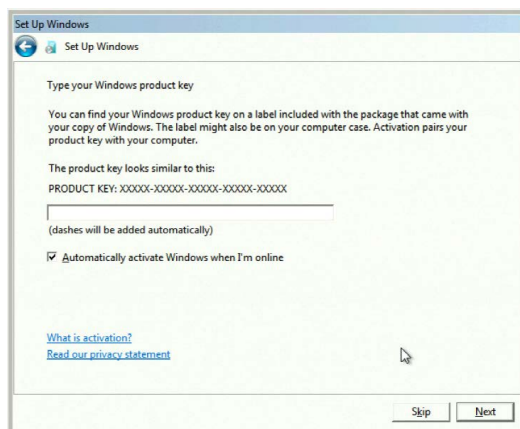 Set Up Windows
Set Up Windows
Type your Windows product key
You can find your Windows product key on a label included with the package that came with
your copy of Windows. The label might also be on your computer case. Activation pairs your
product key with your computer.
The product key looks similar to this:
PRODUCT KEY: XXXXX-XXXXX-XXXXX-XXXXX-XXXXX
(dashes will be added automatically)
Automatically activate Windows when I'm online
What is activation?
Read our privacy statement
Skip Next